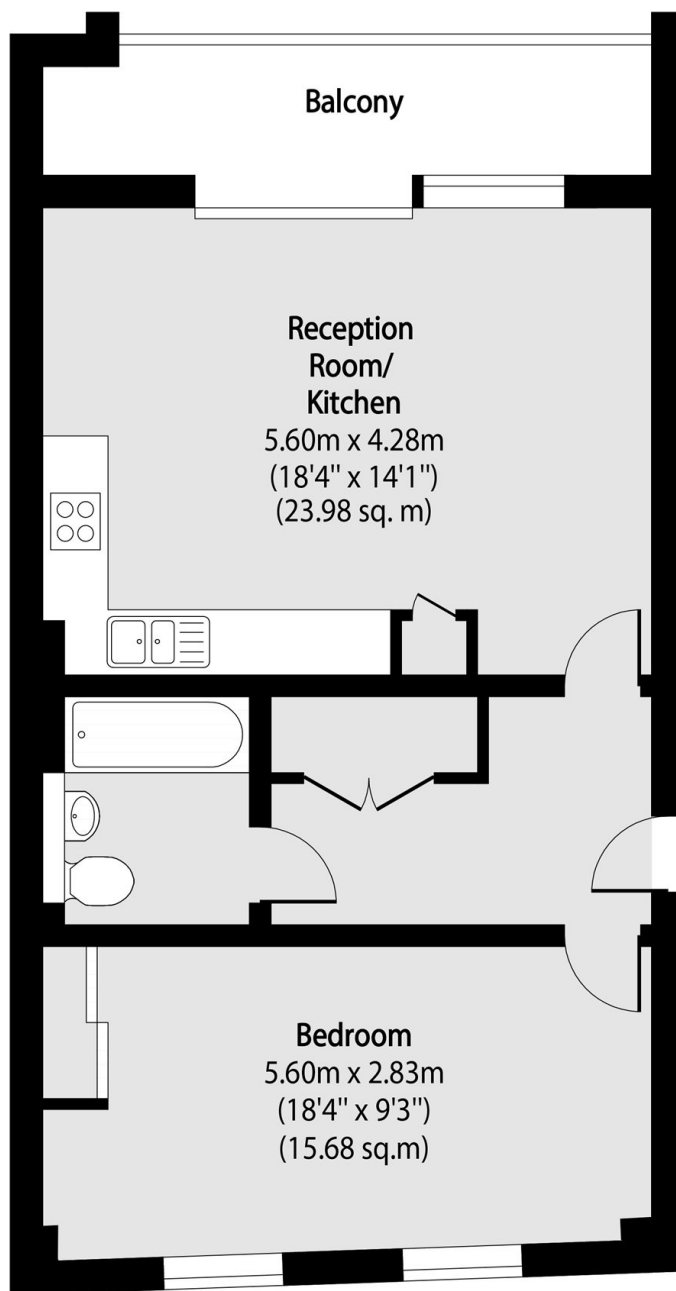 Balcony
Reception
Room/
Kitchen
5.60m x 4.28m
(18'4" x 14'1")
(23.98 sq. m)
Bedroom
5.60m x 2.83m
(18'4" x 9'3")
(15.68 sq.m)